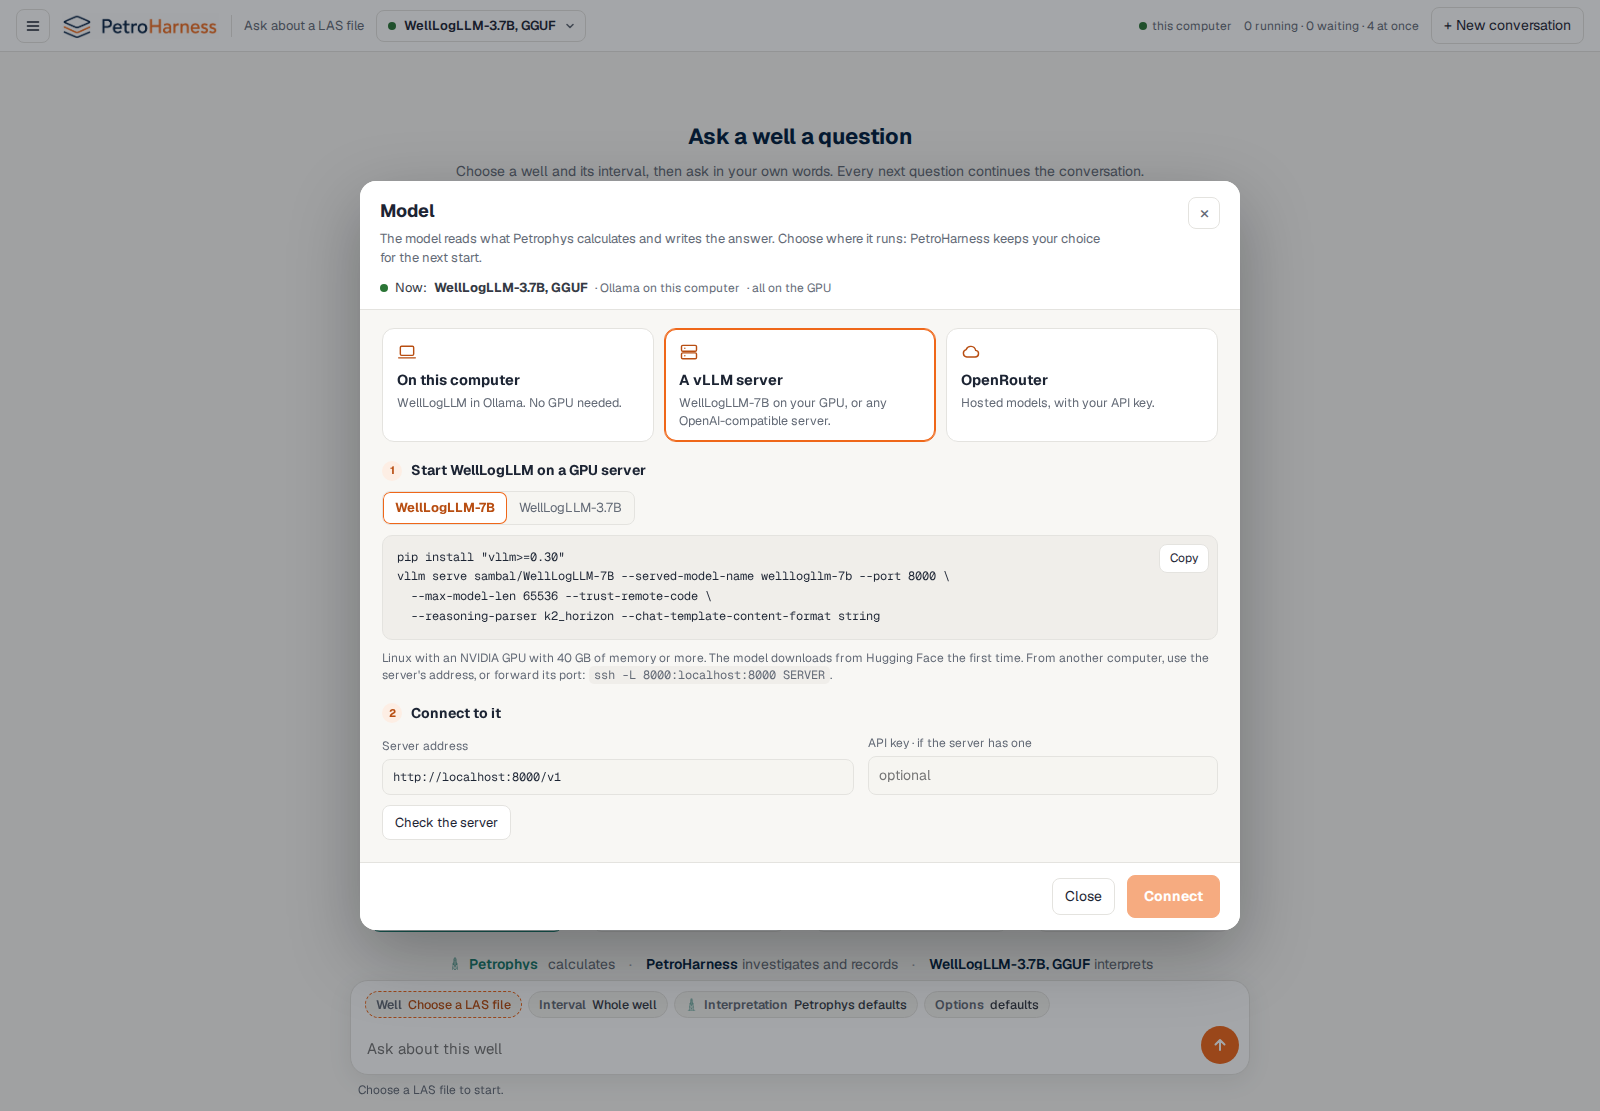 PetroHarness
Ask about a LAS file
WellLogLLM-3.7B, GGUF
this computer
0 running · 0 waiting · 4 at once
+ New conversation
Ask a well a question
Choose a well and its interval, then ask in your own words. Every next question continues the conversation.
Model
The model reads what Petrophys calculates and writes the answer. Choose where it runs: PetroHarness keeps your choice
for the next start.
Now: WellLogLLM-3.7B, GGUF · Ollama on this computer · all on the GPU
On this computer
WellLogLLM in Ollama. No GPU needed.
A vLLM server
WellLogLLM-7B on your GPU, or any
OpenAI-compatible server.
OpenRouter
Hosted models, with your API key.
1 Start WellLogLLM on a GPU server
WellLogLLM-7B
WellLogLLM-3.7B
Copy
pip install "vllm>=0.30"
vllm serve sambal/WellLogLLM-7B --served-model-name wellogllm-7b --port 8000 \
--max-model-len 65536 --trust-remote-code \
--reasoning-parser k2_horizon --chat-template-content-format string
Linux with an NVIDIA GPU with 40 GB of memory or more. The model downloads from Hugging Face the first time. From another computer, use the
server's address, or forward its port: ssh -L 8000:localhost:8000 SERVER.
2 Connect to it
Server address
http://localhost:8000/v1
API key · if the server has one
optional
Check the server
Close
Connect
Petrophys calculates · PetroHarness investigates and records · WellLogLLM-3.7B, GGUF interprets
Well Choose a LAS file
Interval Whole well
Interpretation Petrophys defaults
Options defaults
Ask about this well
Choose a LAS file to start.